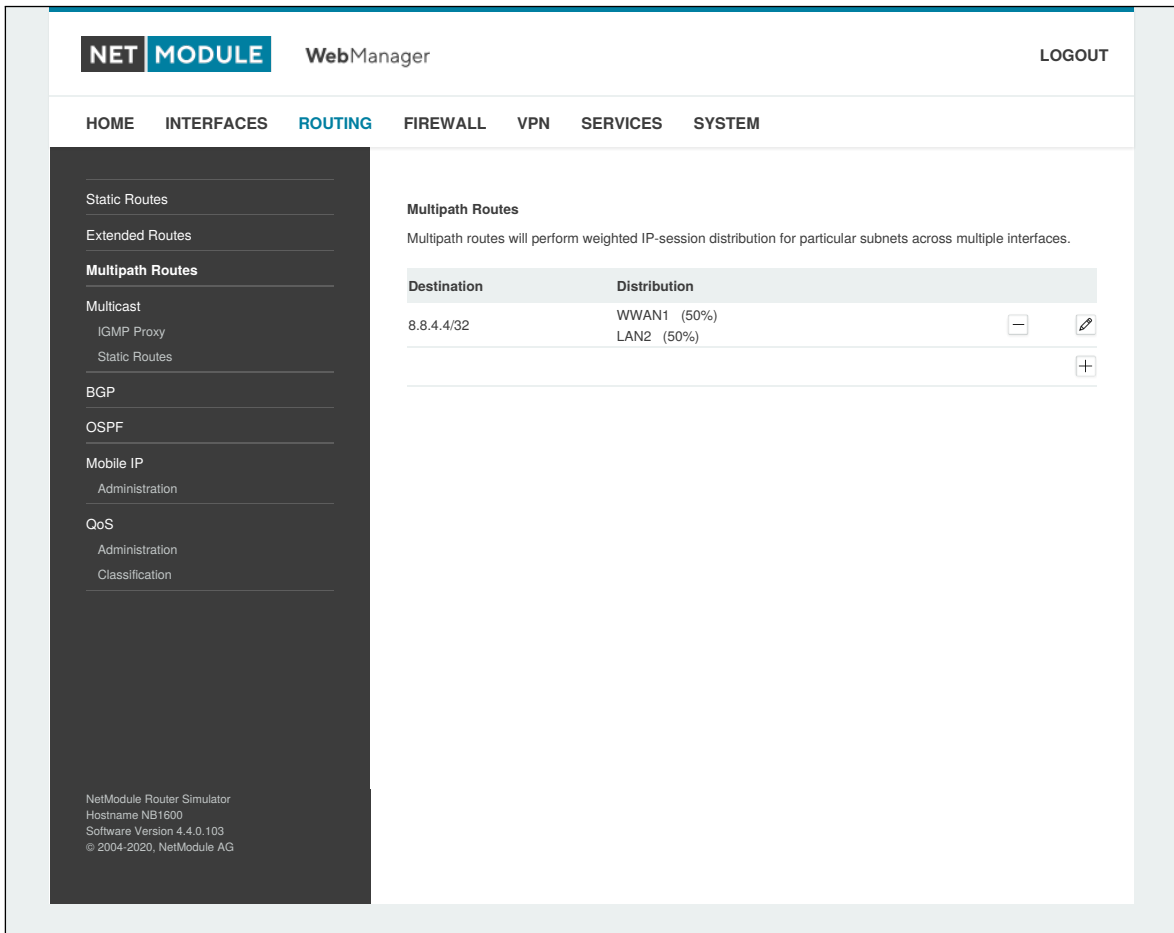 NET MODULE WebManager LOGOUT
HOME INTERFACES ROUTING FIREWALL VPN SERVICES SYSTEM
Static Routes
Extended Routes
Multipath Routes
Multicast
IGMP Proxy
Static Routes
BGP
OSPF
Mobile IP
Administration
QoS
Administration
Classification
NetModule Router Simulator
Hostname NB1600
Software Version 4.4.0.103
© 2004-2020, NetModule AG
Multipath Routes
Multipath routes will perform weighted IP-session distribution for particular subnets across multiple interfaces.
Destination Distribution
8.8.4.4/32 WWAN1 (50%)
LAN2 (50%)